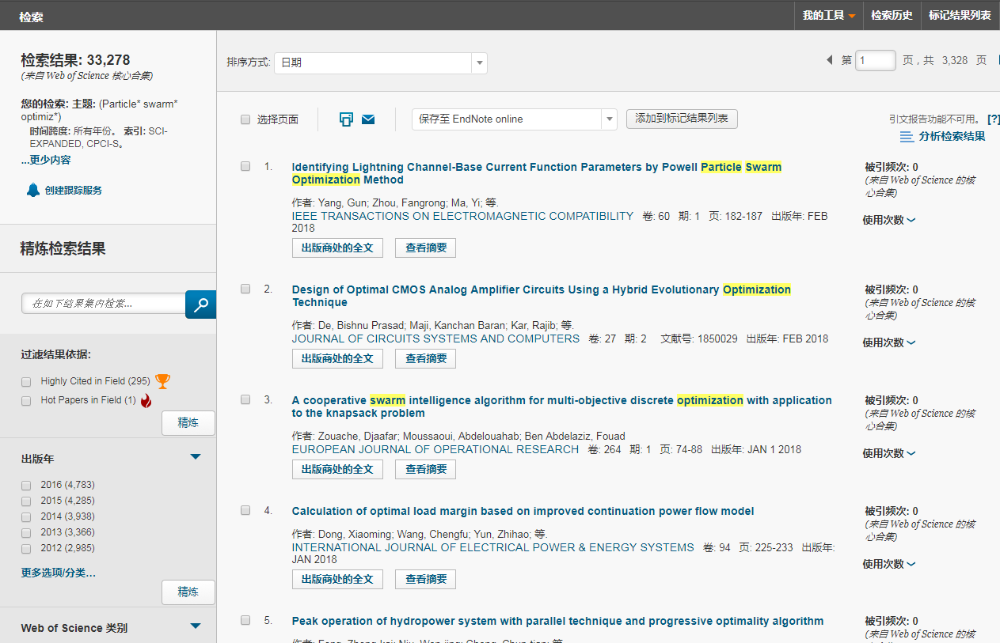 检索
我的工具
检索历史
标记结果列表
检索结果: 33,278
(来自 Web of Science 核心合集)
您的检索: 主题: (Particle* swarm*
optimiz*)
时间跨度: 所有年份。 索引: SCI-
EXPANDED, CPCI-S。
...更少内容
创建跟踪服务
精炼检索结果
在如下结果集内检索...
过滤结果依据:
Highly Cited in Field (295)
Hot Papers in Field (1)
精炼
出版年
2016 (4,783)
2015 (4,285)
2014 (3,938)
2013 (3,366)
2012 (2,985)
更多选项/分类...
精炼
Web of Science 类别
排序方式: 日期
第 1 页，共 3,328 页
选择页面
保存至 EndNote online
添加到标记结果列表
引文报告功能不可用。 [?]
分析检索结果
1. Identifying Lightning Channel-Base Current Function Parameters by Powell Particle Swarm
Optimization Method
作者: Yang, Gun; Zhou, Fangrong; Ma, Yi; 等.
IEEE TRANSACTIONS ON ELECTROMAGNETIC COMPATIBILITY 卷: 60 期: 1 页: 182-187 出版年: FEB
2018
出版商处的全文 查看摘要
被引频次: 0
(来自 Web of Science 的核
心合集)
使用次数
2. Design of Optimal CMOS Analog Amplifier Circuits Using a Hybrid Evolutionary Optimization
Technique
作者: De, Bishnu Prasad; Maji, Kanchan Baran; Kar, Rajib; 等.
JOURNAL OF CIRCUITS SYSTEMS AND COMPUTERS 卷: 27 期: 2 文献号: 1850029 出版年: FEB 2018
出版商处的全文 查看摘要
被引频次: 0
(来自 Web of Science 的核
心合集)
使用次数
3. A cooperative swarm intelligence algorithm for multi-objective discrete optimization with application
to the knapsack problem
作者: Zouache, Djaafar; Moussaoui, Abdelouahab; Ben Abdelaziz, Fouad
EUROPEAN JOURNAL OF OPERATIONAL RESEARCH 卷: 264 期: 1 页: 74-88 出版年: JAN 1 2018
出版商处的全文 查看摘要
被引频次: 0
(来自 Web of Science 的核
心合集)
使用次数
4. Calculation of optimal load margin based on improved continuation power flow model
作者: Dong, Xiaoming; Wang, Chengfu; Yun, Zhihao; 等.
INTERNATIONAL JOURNAL OF ELECTRICAL POWER & ENERGY SYSTEMS 卷: 94 页: 225-233 出版年:
JAN 2018
出版商处的全文 查看摘要
被引频次: 0
(来自 Web of Science 的核
心合集)
使用次数
5. Peak operation of hydropower system with parallel technique and progressive optimality algorithm
被引频次: 0
(来自 Web of Science 的核